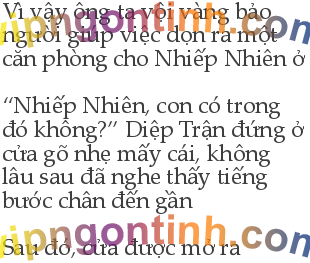 Vì vậy ông ta vội vàng bảo
người giúp việc dọn ra một
căn phòng cho Nhiếp Nhiên ở
“Nhiếp Nhiên, con có trong
đó không?” Diệp Trận đứng ở
cửa gõ nhẹ mấy cái, không
lâu sau đã nghe thấy tiếng
bước chân đến gần
Sau đó, cửa được mở ra
vipngontinh.com
vipngontinh.com